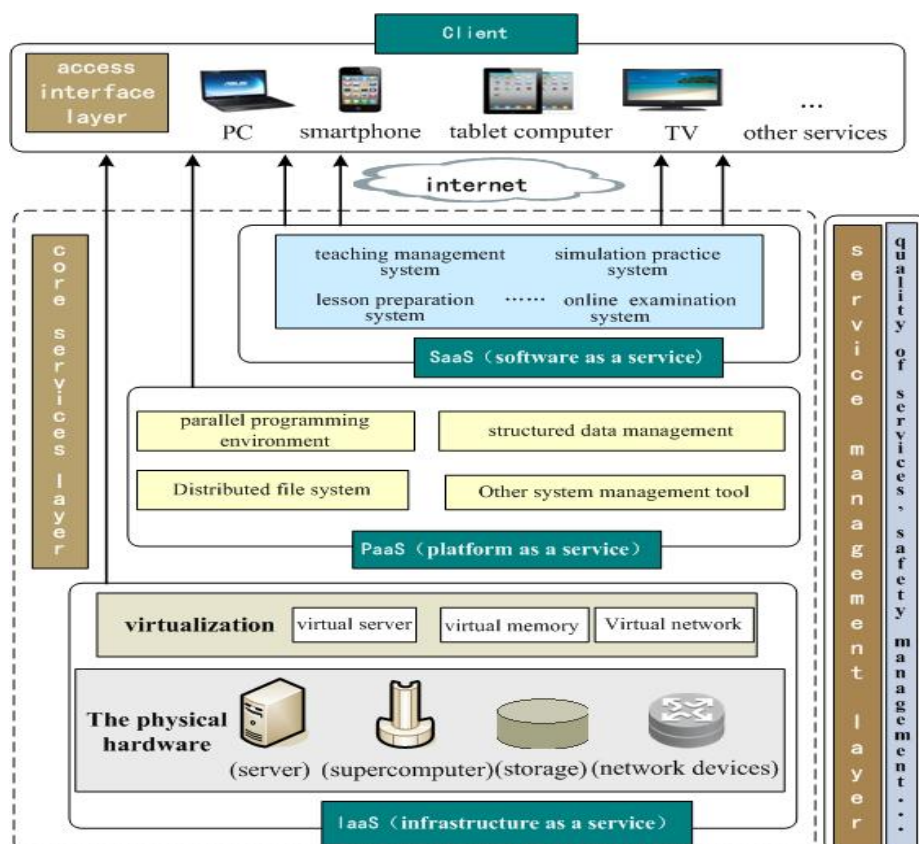 Client
access
interface
layer
PC
smartphone
tablet computer
TV
...
other services
internet
core services layer
teaching management
system
simulation practice
system
lesson preparation
system
......
online examination
system
SaaS (software as a service)
parallel programming
environment
structured data management
Distributed file system
Other system management tool
PaaS (platform as a service)
virtualization
virtual server
virtual memory
Virtual network
The physical
hardware
(server)
(supercomputer)
(storage)
(network devices)
IaaS (infrastructure as a service)
service management layer
quality of services, safety management...